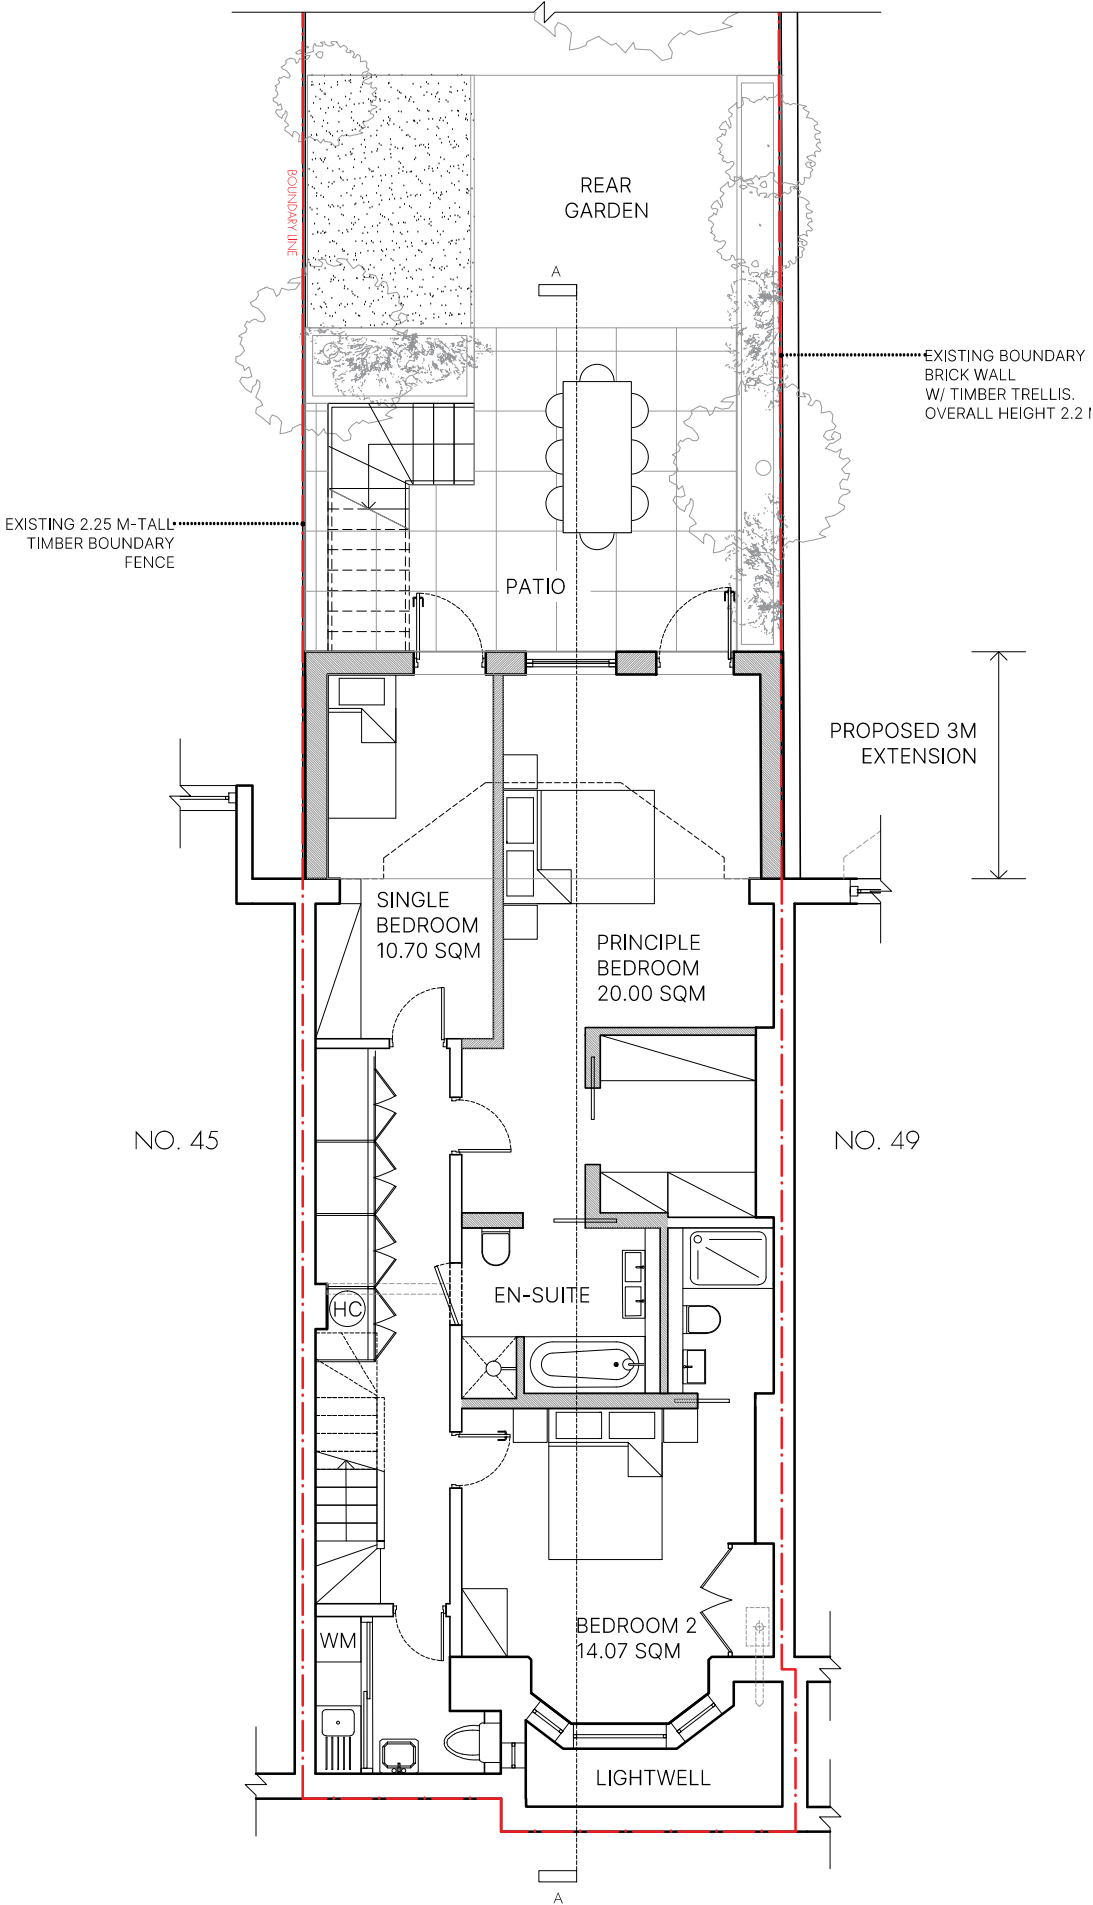 BOUNDARY LINE
REAR
GARDEN
A
EXISTING BOUNDARY
BRICK WALL
W/ TIMBER TRELLIS.
OVERALL HEIGHT 2.2
EXISTING 2.25 M-TALL
TIMBER BOUNDARY
FENCE
PATIO
PROPOSED 3M
EXTENSION
SINGLE
BEDROOM
10.70 SQM
PRINCIPLE
BEDROOM
20.00 SQM
NO. 45
NO. 49
EN-SUITE
HC
BEDROOM 2
14.07 SQM
WM
LIGHTWELL
A